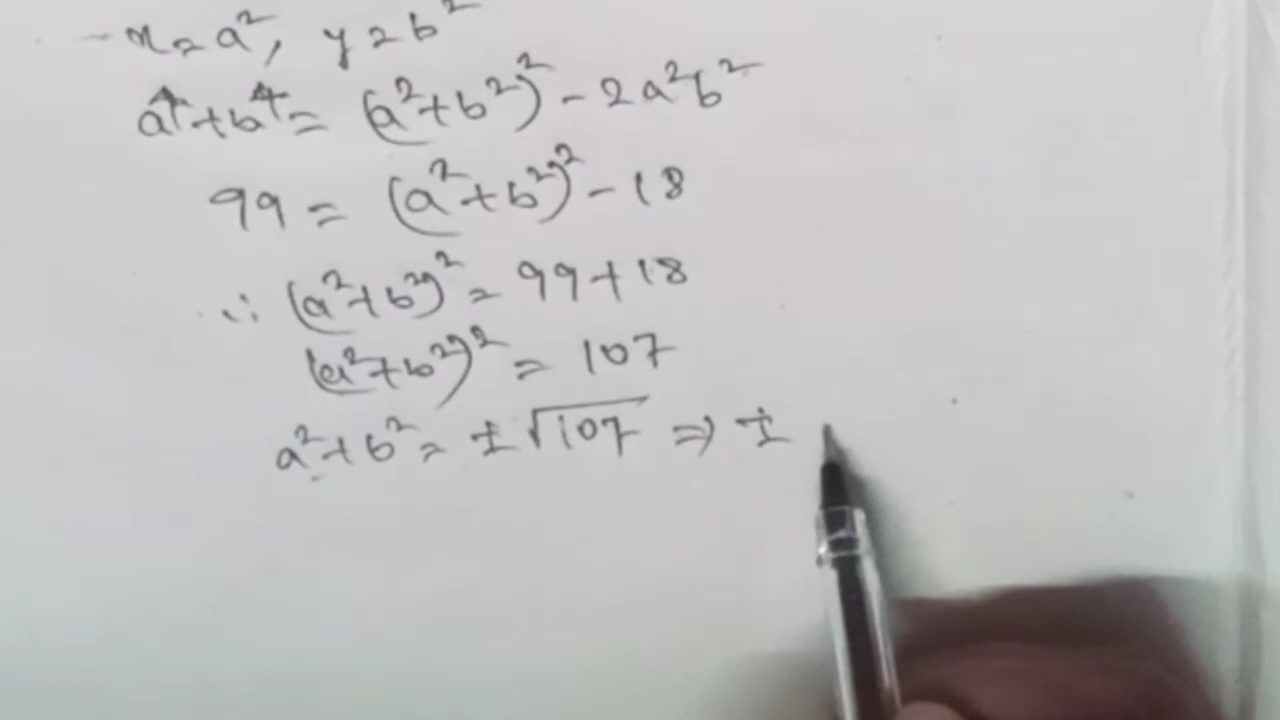 x=a², y=b²
a⁴+b⁴= (a²+b²)²-2a²b²
99 = (a²+b²)²-18
∴ (a²+b²)² = 99+18
(a²+b²)² = 107
a²+b² = ±√107 ⇒ ±